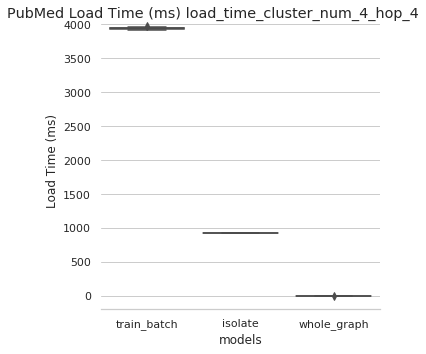 PubMed Load Time (ms) load_time_cluster_num_4_hop_4
4000
3500
3000
2500
2000
1500
1000
500
0
Load Time (ms)
train_batch isolate whole_graph
models